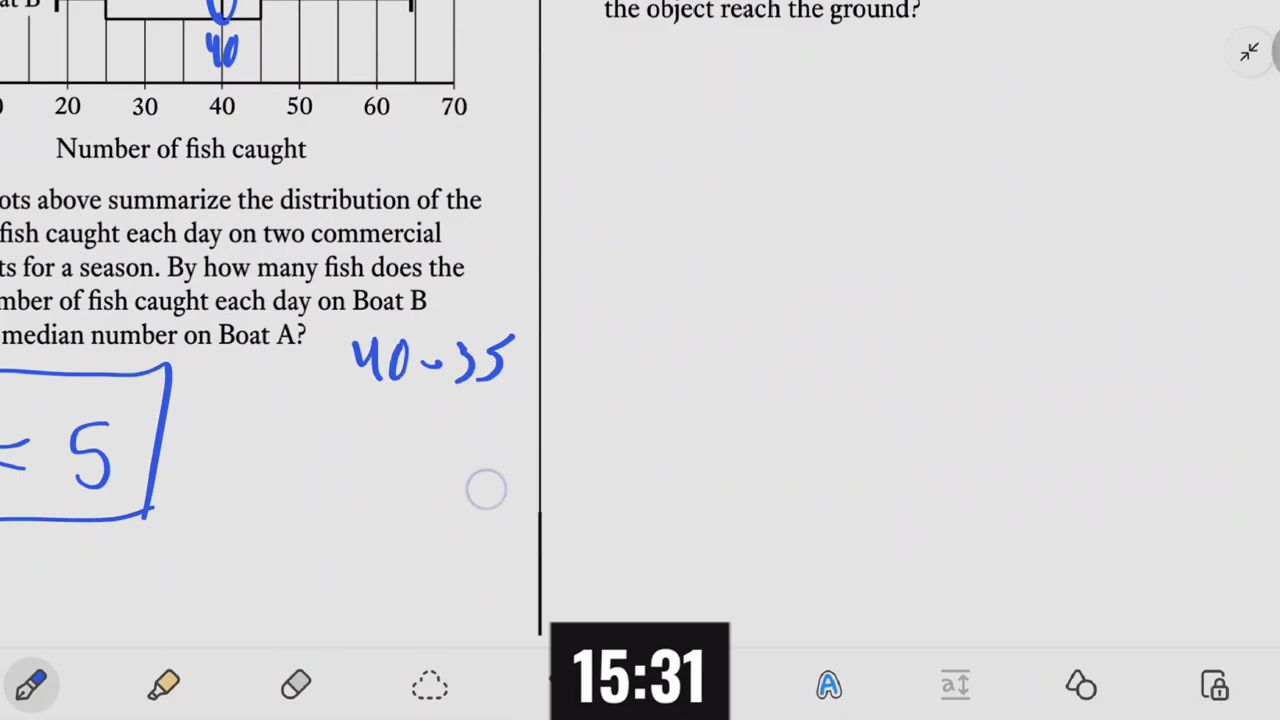 at B
40
20 30 40 50 60 70
Number of fish caught
ots above summarize the distribution of the
fish caught each day on two commercial
ts for a season. By how many fish does the
mber of fish caught each day on Boat B
median number on Boat A?
40-35
= 5
the object reach the ground?
15:31
A
a